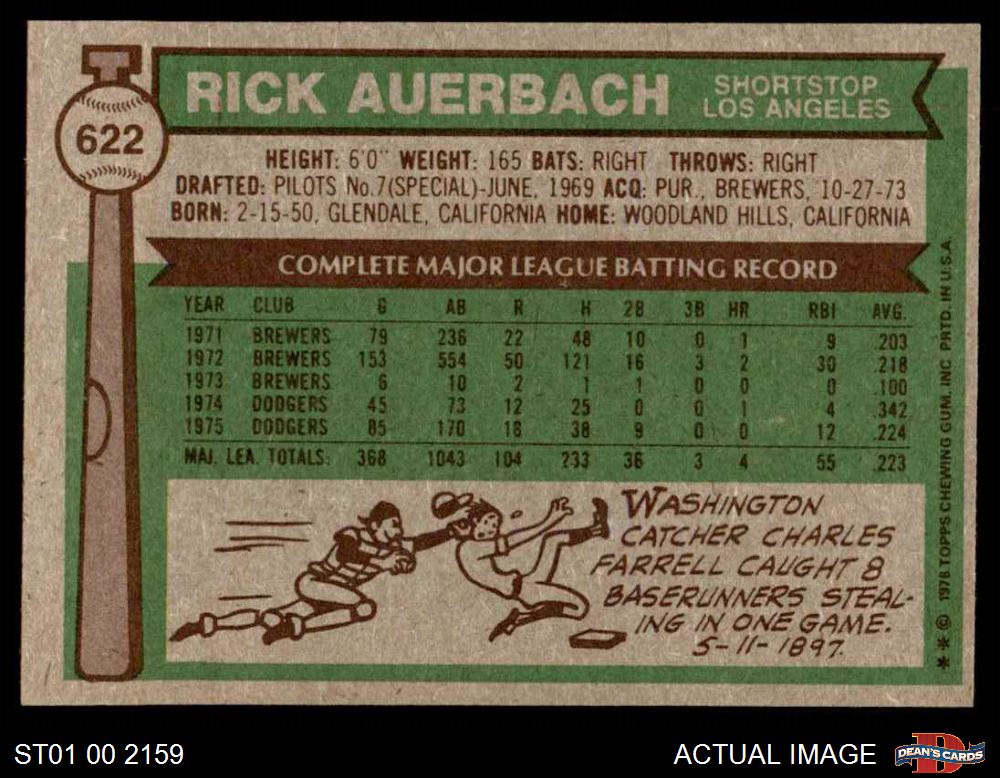 622
RICK AUERBACH
SHORTSTOP
LOS ANGELES
HEIGHT: 6'0" WEIGHT: 165 BATS: RIGHT THROWS: RIGHT
DRAFTED: PILOTS No.7(SPECIAL)-JUNE, 1969 ACQ: PUR., BREWERS, 10-27-73
BORN: 2-15-50, GLENDALE, CALIFORNIA HOME: WOODLAND HILLS, CALIFORNIA
COMPLETE MAJOR LEAGUE BATTING RECORD
YEAR CLUB G AB R H 2B 3B HR RBI AVG.
1971 BREWERS 79 236 22 48 10 0 1 9 .203
1972 BREWERS 153 554 50 121 16 3 2 30 .218
1973 BREWERS 6 10 2 1 1 0 0 0 .100
1974 DODGERS 45 73 12 25 0 0 1 4 .342
1975 DODGERS 85 170 18 38 9 0 0 12 .224
MAJ. LEA. TOTALS: 368 1043 104 233 36 3 4 55 .223
WASHINGTON
CATCHER CHARLES
FARRELL CAUGHT 8
BASERUNNERS STEAL-
ING IN ONE GAME.
5-11-1897.
** © 1976 TOPPS CHEWING GUM, INC. PRTD. IN U.S.A.
ST01 00 2159
ACTUAL IMAGE
DEAN'S CARDS